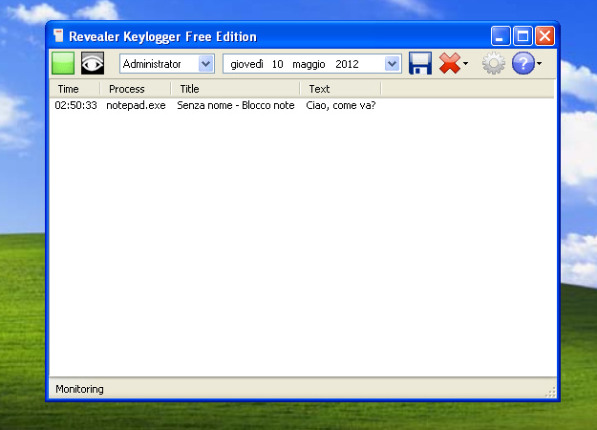 Revealer Keylogger Free Edition
Administrator giovedì 10 maggio 2012
Time Process Title Text
02:50:33 notepad.exe Senza nome - Blocco note Ciao, come va?
Monitoring